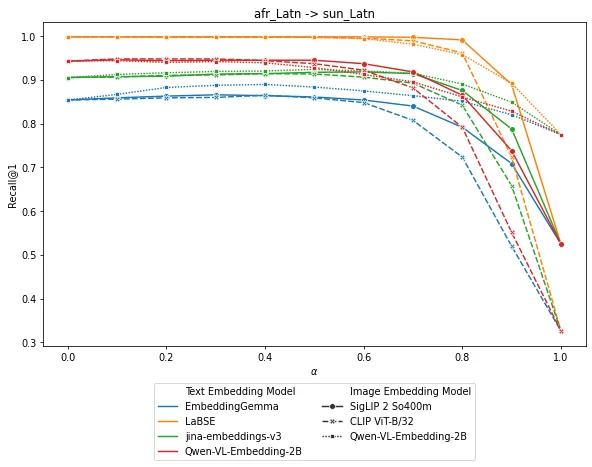 afr_Latn -> sun_Latn
Recall@1
1.0
0.9
0.8
0.7
0.6
0.5
0.4
0.3
0.0 0.2 0.4 0.6 0.8 1.0
α
Text Embedding Model Image Embedding Model
EmbeddingGemma SigLIP 2 So400m
LaBSE CLIP ViT-B/32
jina-embeddings-v3 Qwen-VL-Embedding-2B
Qwen-VL-Embedding-2B